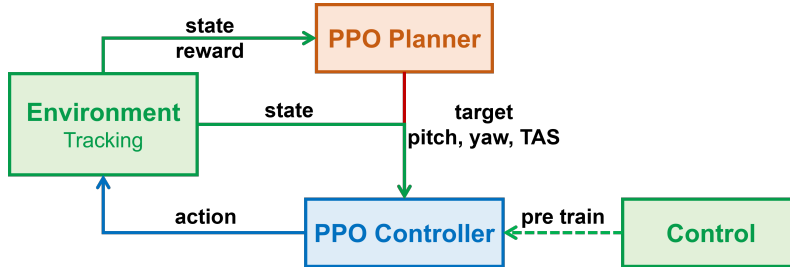 state
reward
PPO Planner
Environment
Tracking
state
target
pitch, yaw, TAS
action
PPO Controller
pre train
Control